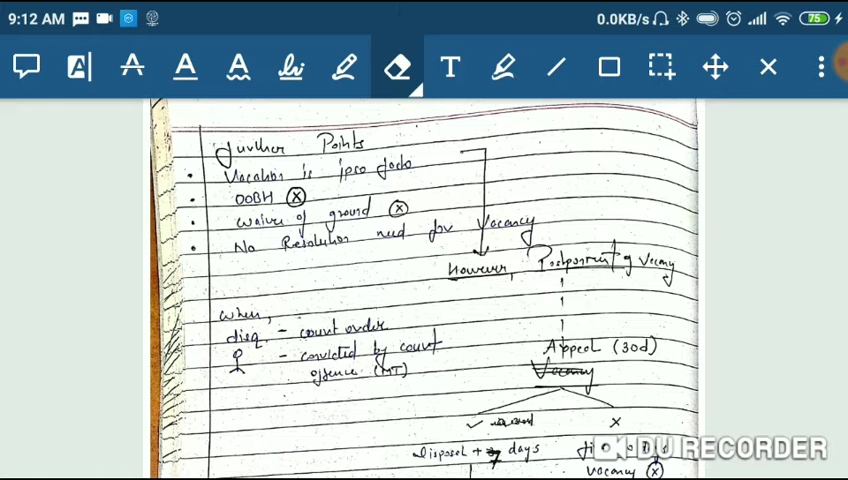 9:12 AM
0.0KB/s
75
T
Further Points
• Vacation is ipso facto
• OOBH ⓧ
• waiver of ground ⓧ
• No Resolution need for Vacancy
However, Postponement of Vacancy
when,
disq. - court order
- convicted by court
offence (MT)
Appeal (30d)
Vacancy
✓ x
Disposal + 7 days
vacancy ⓧ
DU RECORDER